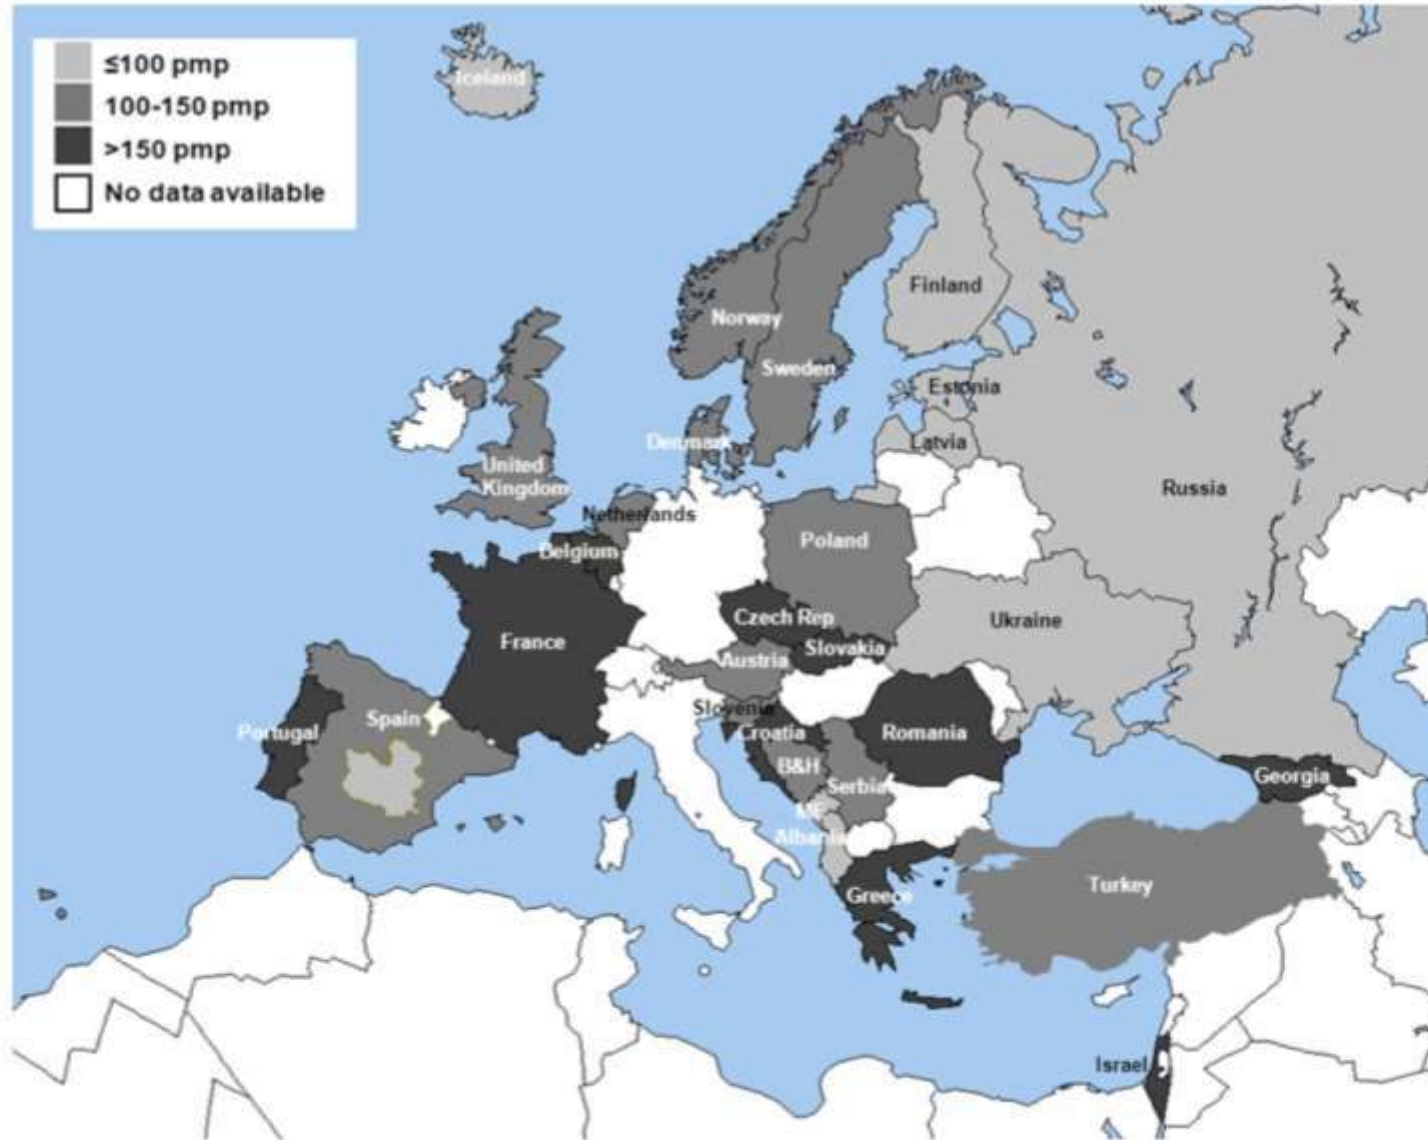 ≤100 pmp
100-150 pmp
>150 pmp
No data available
Iceland
Finland
Norway
Sweden
Estonia
Latvia
Denmark
United
Kingdom
Russia
Netherlands
Belgium
Poland
Czech Rep
Ukraine
France
Slovakia
Austria
Slovenia
Spain
Portugal
Croatia
Romania
B&H
Serbia
Georgia
ME
Albania
Turkey
Greece
Israel